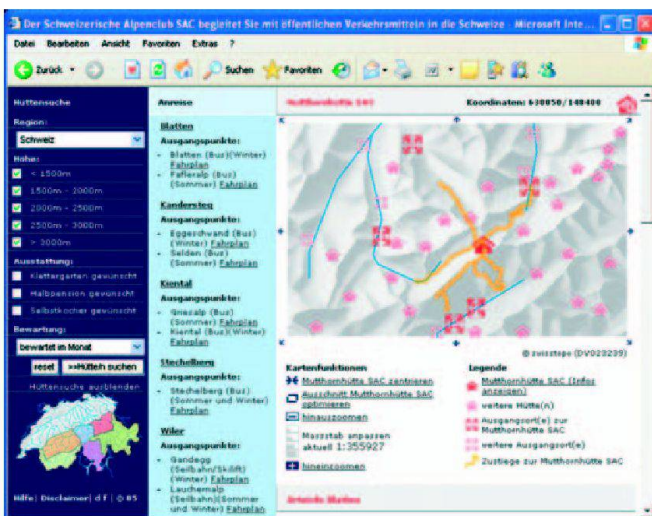 Der Schweizerische Alpenclub SAC begleitet Sie mit öffentlichen Verkehrsmitteln in die Schweiz - Microsoft Inte...
Datei Bearbeiten Ansicht Favoriten Extras ?
Zurück Suchen Favoriten
Hüttensuche
Region:
Schweiz
Höhe:
< 1500m
1500m - 2000m
2000m - 2500m
2500m - 3000m
> 3000m
Ausstattung:
Klettergarten gewünscht
Halbpension gewünscht
Selbstkocher gewünscht
Bewartung:
bewartet im Monat
reset >>Hütte/n suchen
Hüttensuche ausblenden
Hilfe| Disclaimer| d f | © 05
Anreise
Blatten
Ausgangspunkte:
- Blatten (Bus)(Winter) Fahrplan
- Fafleralp (Bus)
(Sommer) Fahrplan
Kandersteg
Ausgangspunkte:
- Eggeschwand (Bus)
(Winter) Fahrplan
- Selden (Bus)
(Sommer) Fahrplan
Kiental
Ausgangspunkte:
- Griesalp (Bus)
(Sommer) Fahrplan
- Kiental (Bus)(Winter)
Fahrplan
Stechelberg
Ausgangspunkte:
- Stechelberg (Bus)
(Sommer und Winter)
Fahrplan
Wiler
Ausgangspunkte:
- Gandegg
(Seilbahn/Skilift)
(Winter) Fahrplan
- Lauchernalp
(Seilbahn)(Sommer
und Winter) Fahrplan
Mutthornhütte SAC
Koordinaten: 630050/148400
© swisstopo (DV023239)
Kartenfunktionen
Mutthornhütte SAC zentrieren
Ausschnitt Mutthornhütte SAC
optimieren
hinauszoomen
Massstab anpassen
aktuell 1:355927
hineinzoomen
Legende
Mutthornhütte SAC (Infos
anzeigen)
weitere Hütte(n)
Ausgangsort(e) zur
Mutthornhütte SAC
weitere Ausgangsort(e)
Zustiege zur Mutthornhütte SAC